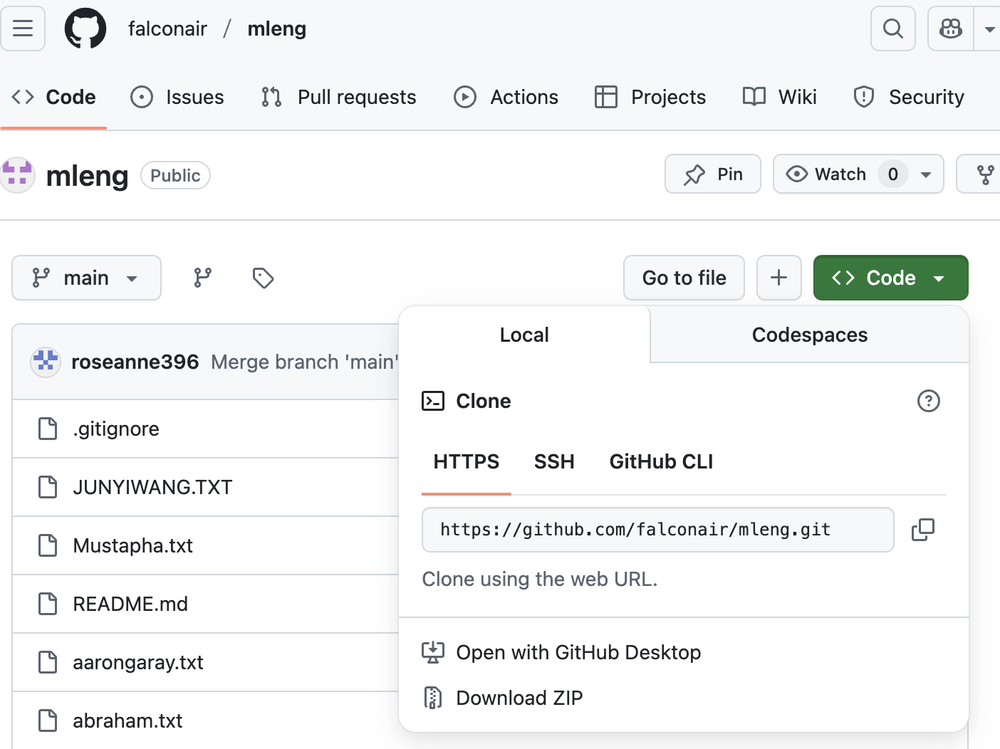 falconair / mleng
Code Issues Pull requests Actions Projects Wiki Security
mleng Public Pin Watch 0
main Go to file Code
Local Codespaces
roseanne396 Merge branch 'main'
Clone
.gitignore
HTTPS SSH GitHub CLI
JUNYIWANG.TXT
https://github.com/falconair/mleng.git
Mustapha.txt
Clone using the web URL.
README.md
Open with GitHub Desktop
aarongaray.txt
Download ZIP
abraham.txt